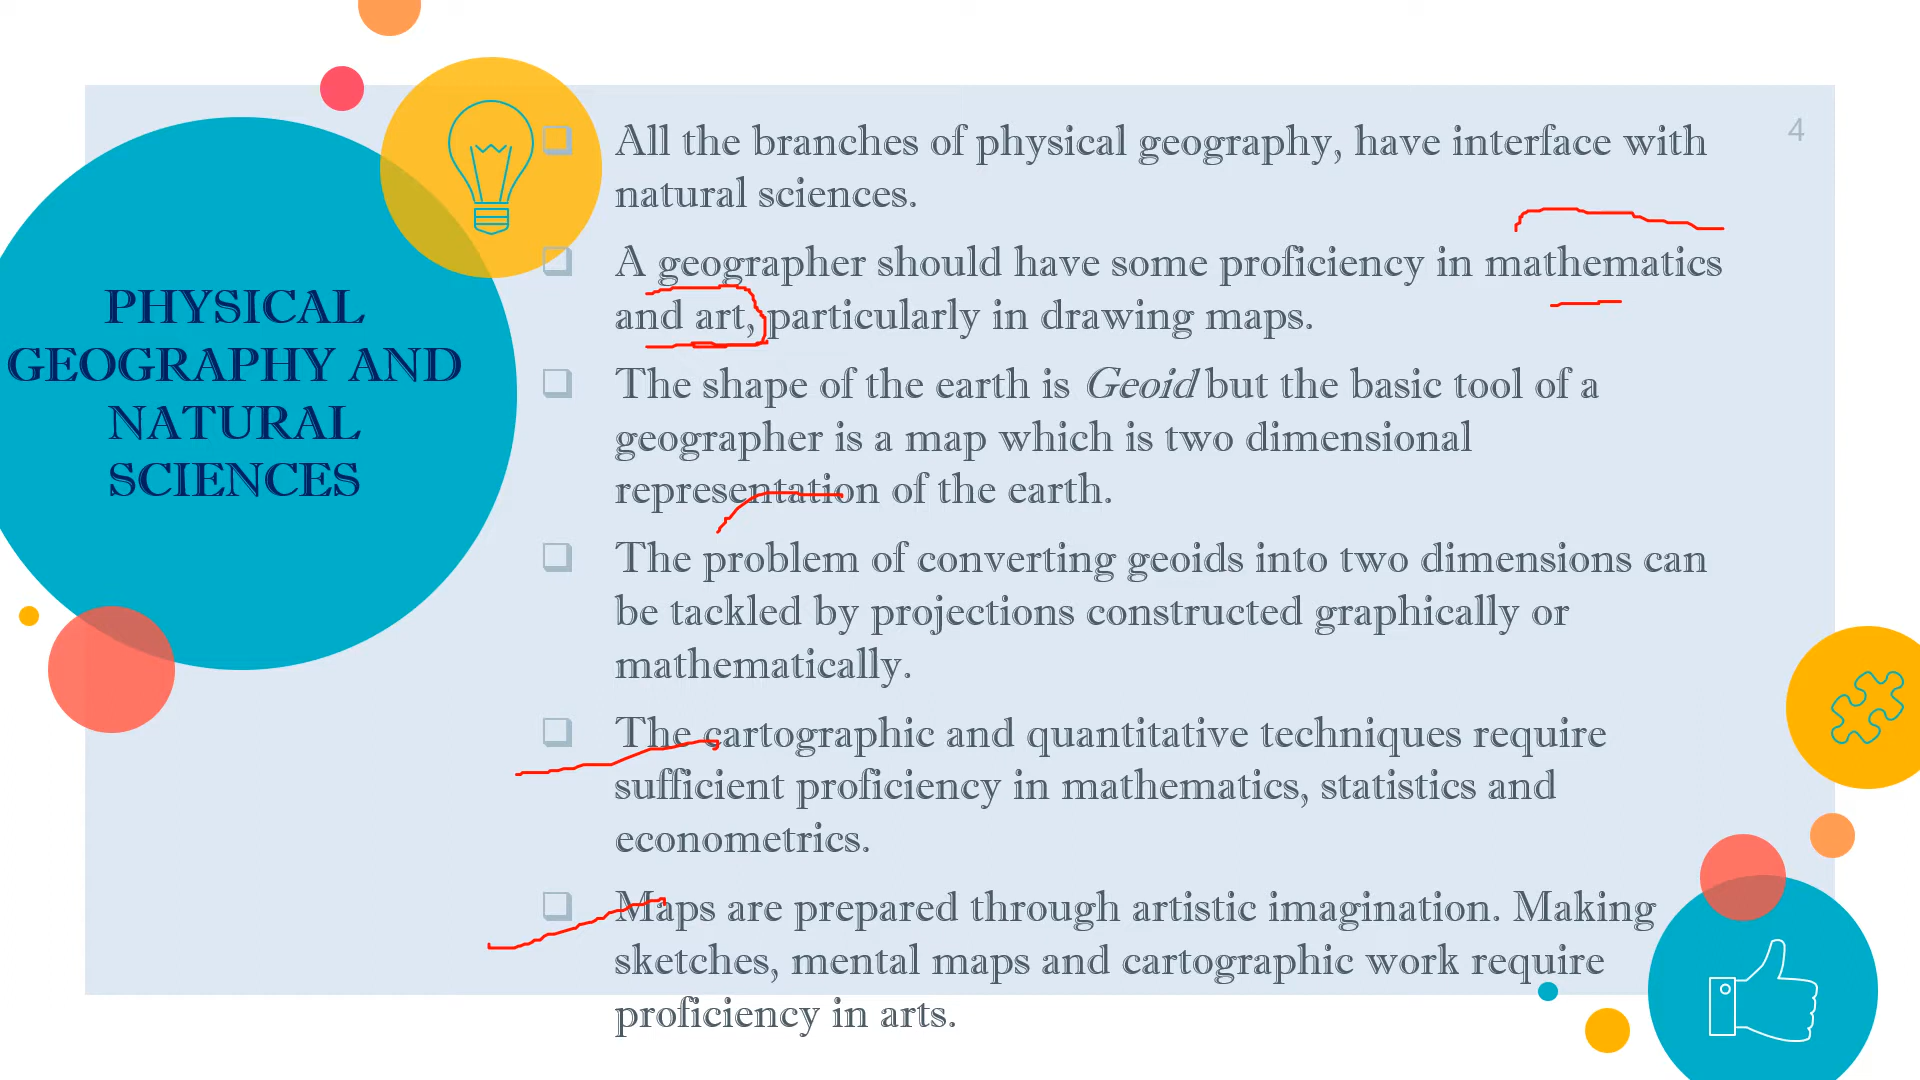 PHYSICAL
GEOGRAPHY AND
NATURAL
SCIENCES
4
All the branches of physical geography, have interface with
natural sciences.
A geographer should have some proficiency in mathematics
and art, particularly in drawing maps.
The shape of the earth is Geoid but the basic tool of a
geographer is a map which is two dimensional
representation of the earth.
The problem of converting geoids into two dimensions can
be tackled by projections constructed graphically or
mathematically.
The cartographic and quantitative techniques require
sufficient proficiency in mathematics, statistics and
econometrics.
Maps are prepared through artistic imagination. Making
sketches, mental maps and cartographic work require
proficiency in arts.